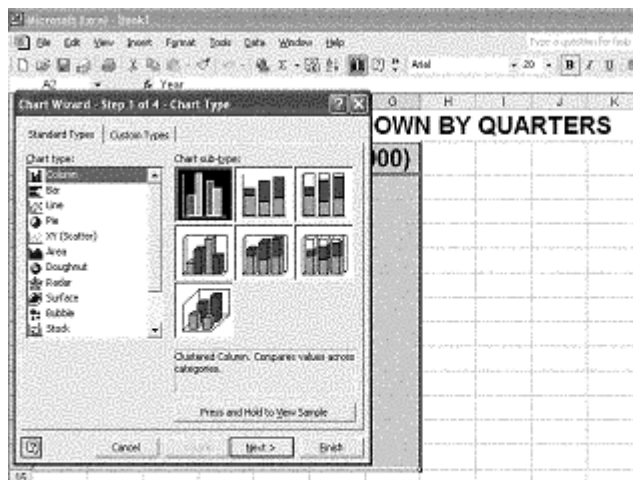 Microsoft Excel - Book1
File Edit View Insert Format Tools Data Window Help
Type a question for help
Arial 20 B I U
A2 fx Year
Chart Wizard - Step 1 of 4 - Chart Type
G H I J K
OWN BY QUARTERS
000)
Standard Types Custom Types
Chart type: Chart sub-type:
Column
Bar
Line
Pie
XY (Scatter)
Area
Doughnut
Radar
Surface
Bubble
Stock
Clustered Column. Compares values across
categories.
Press and Hold to View Sample
Cancel Next > Finish